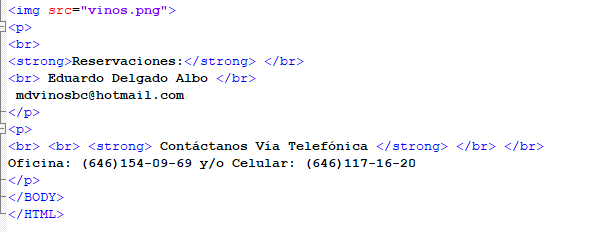 <img src="vinos.png">
<p>
<br>
<strong>Reservaciones:</strong> </br>
<br> Eduardo Delgado Albo </br>
mdvinosbc@hotmail.com
</p>
<p>
<br> <br> <strong> Contáctanos Vía Telefónica </strong> </br> </br>
Oficina: (646)154-09-69 y/o Celular: (646)117-16-20
</p>
</BODY>
</HTML>